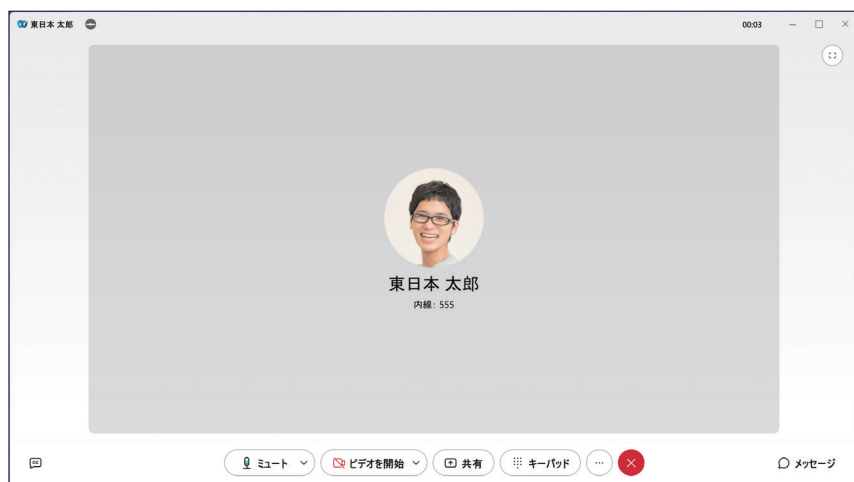 東日本 太郎
00:03
東日本 太郎
内線: 555
CC
ミュート
ビデオを開始
共有
キーパッド
メッセージ